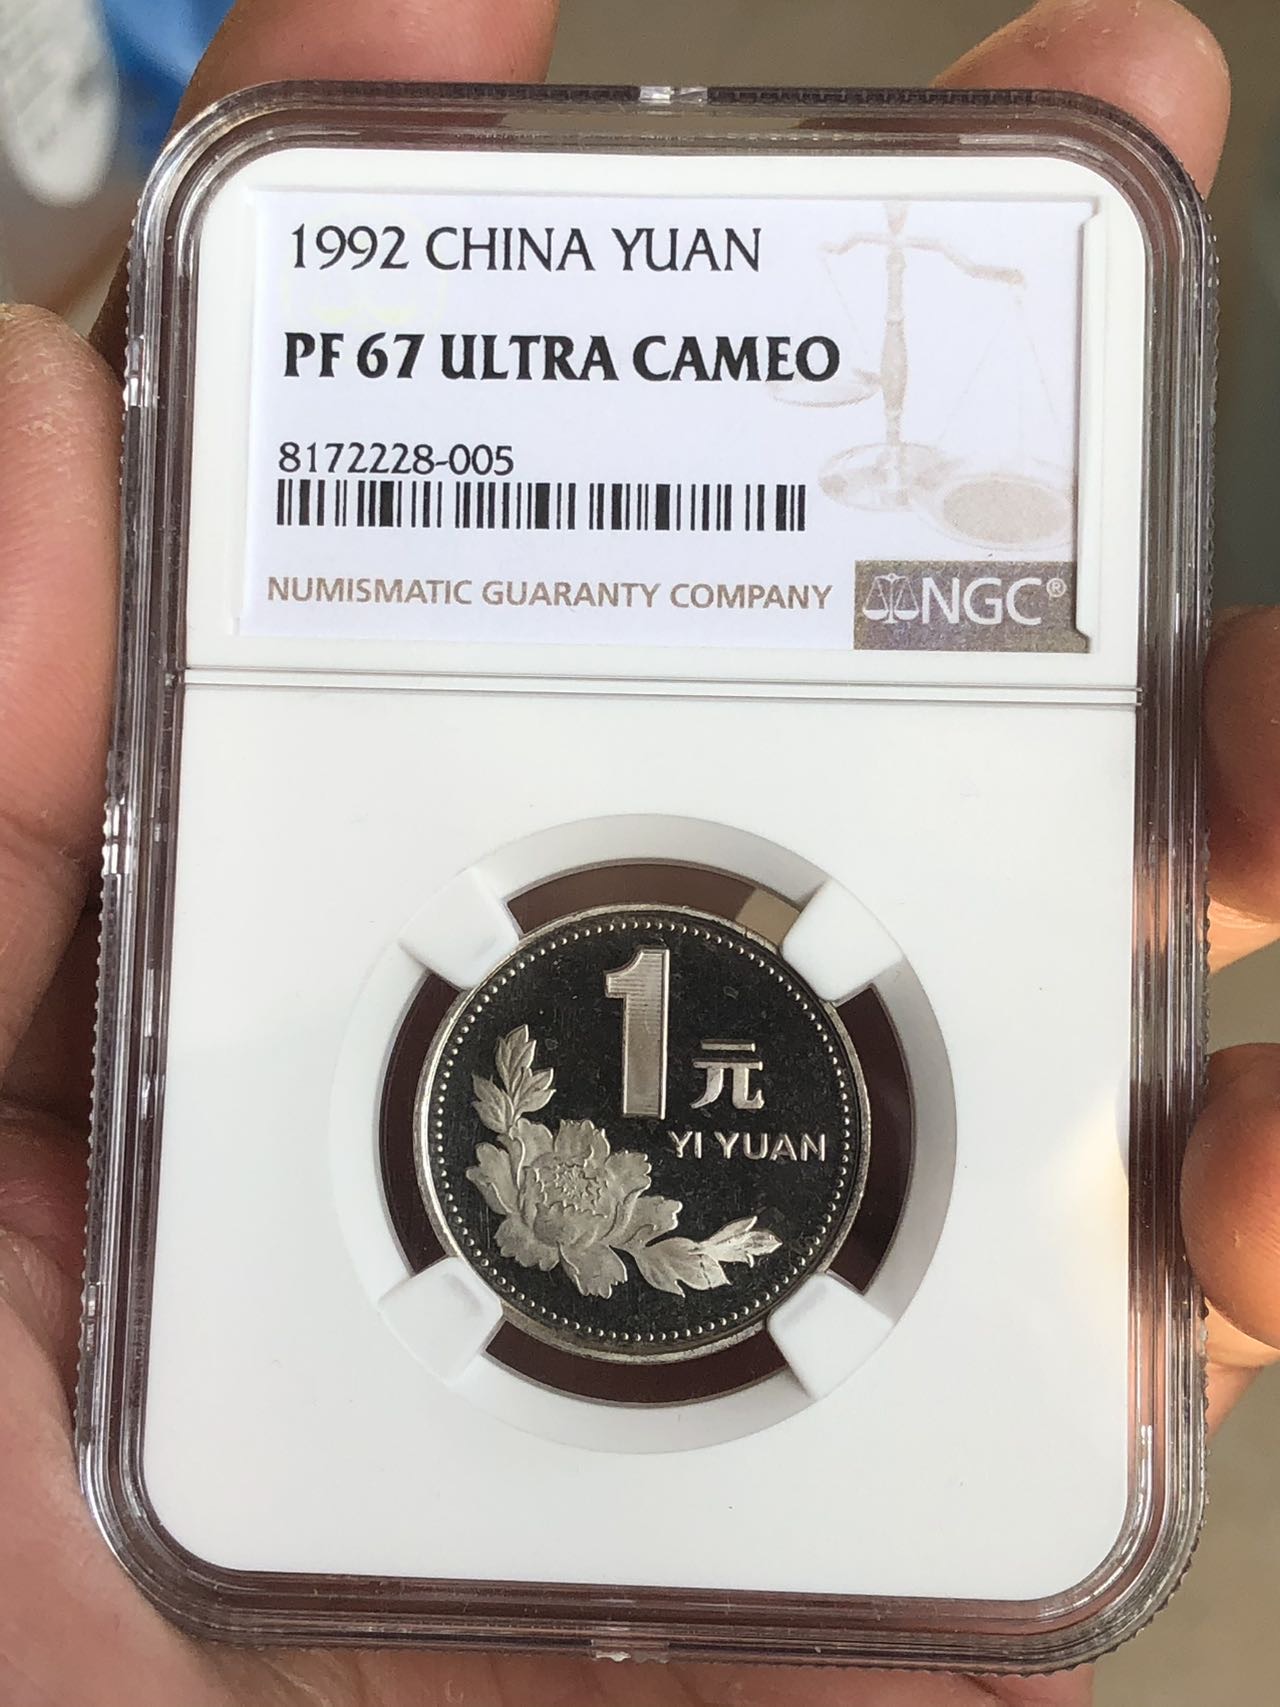 1992 CHINA YUAN
PF 67 ULTRA CAMEO
8172228-005
NUMISMATIC GUARANTY COMPANY
NGC®
1
元
YI YUAN